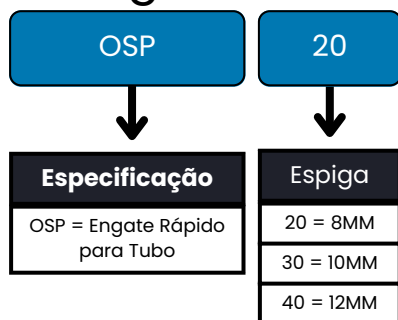 OSP
20
Especificação
OSP = Engate Rápido
para Tubo
Espiga
20 = 8MM
30 = 10MM
40 = 12MM